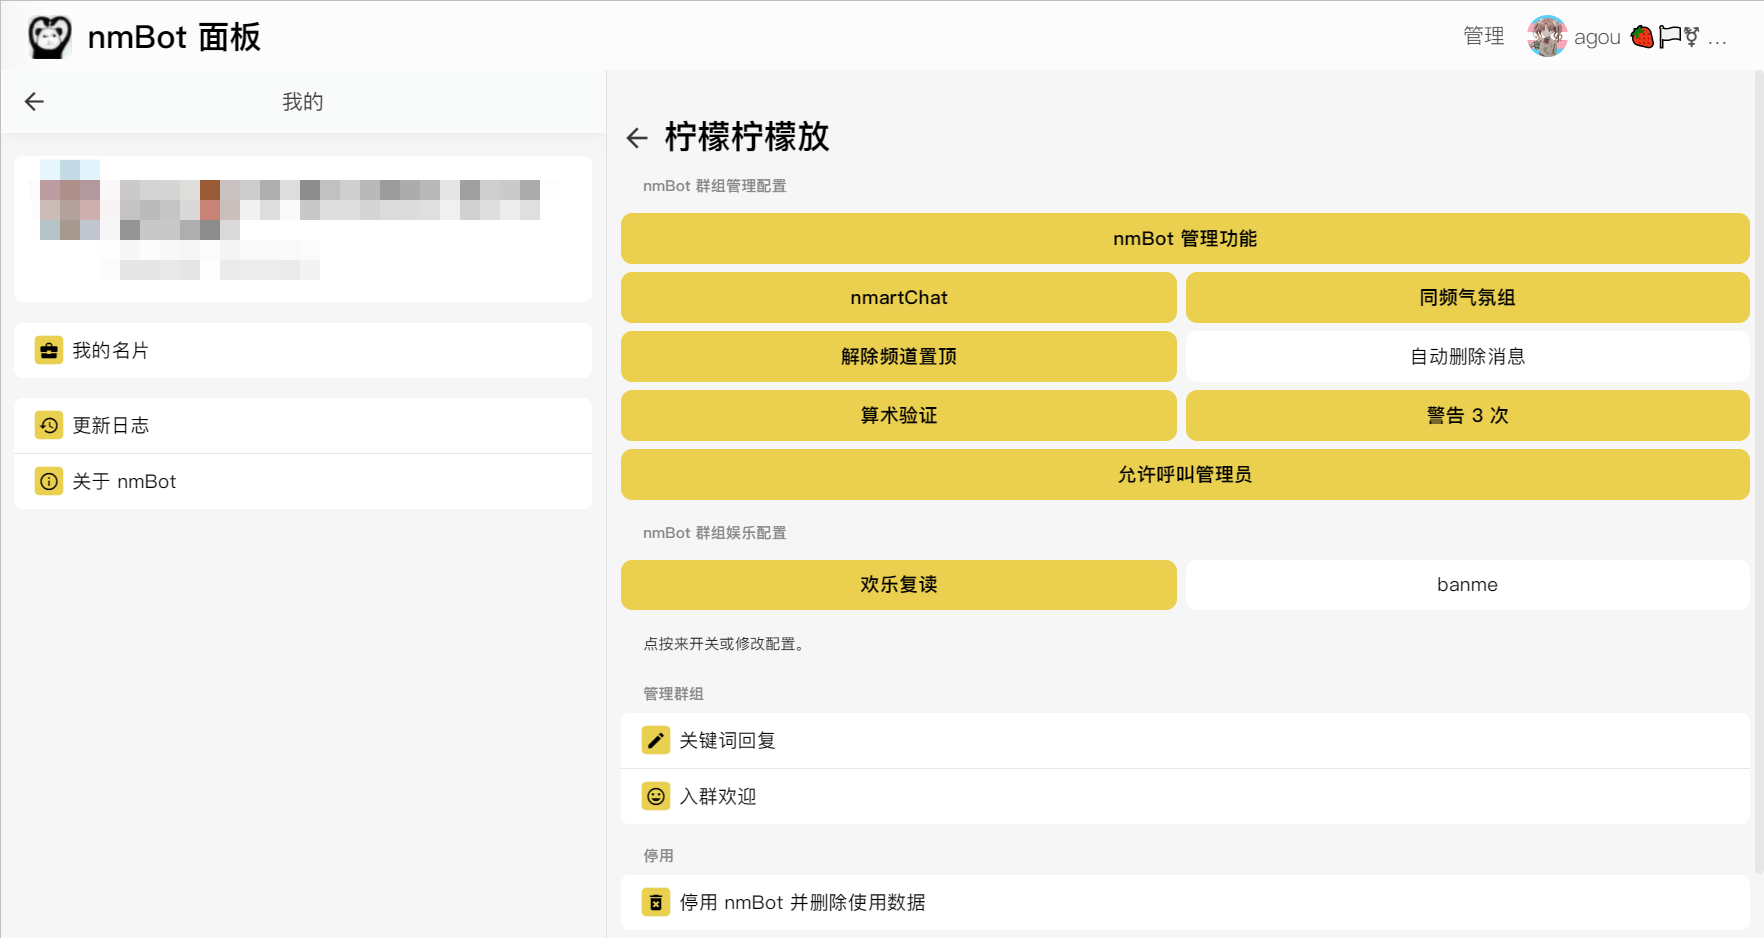 nmBot 面板
管理
agou 🍓🏳⚧ ...
我的
我的名片
更新日志
关于 nmBot
柠檬柠檬放
nmBot 群组管理配置
nmBot 管理功能
nmartChat
同频气氛组
解除频道置顶
自动删除消息
算术验证
警告 3 次
允许呼叫管理员
nmBot 群组娱乐配置
欢乐复读
banme
点按来开关或修改配置。
管理群组
关键词回复
入群欢迎
停用
停用 nmBot 并删除使用数据